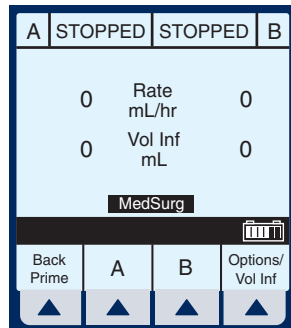 A STOPPED STOPPED B
0 Rate mL/hr 0
0 Vol Inf mL 0
MedSurg
Back Prime A B Options/ Vol Inf